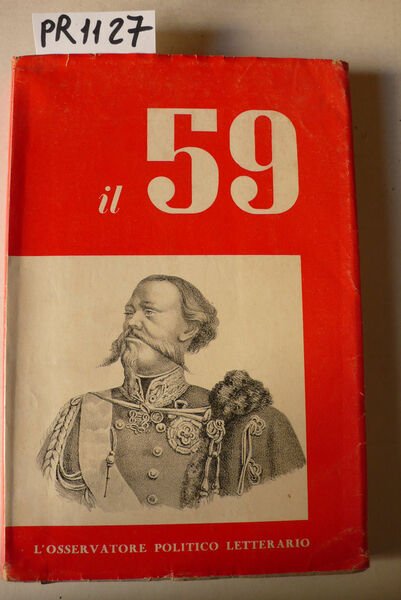 PR1127
il 59
L'OSSERVATORE POLITICO LETTERARIO